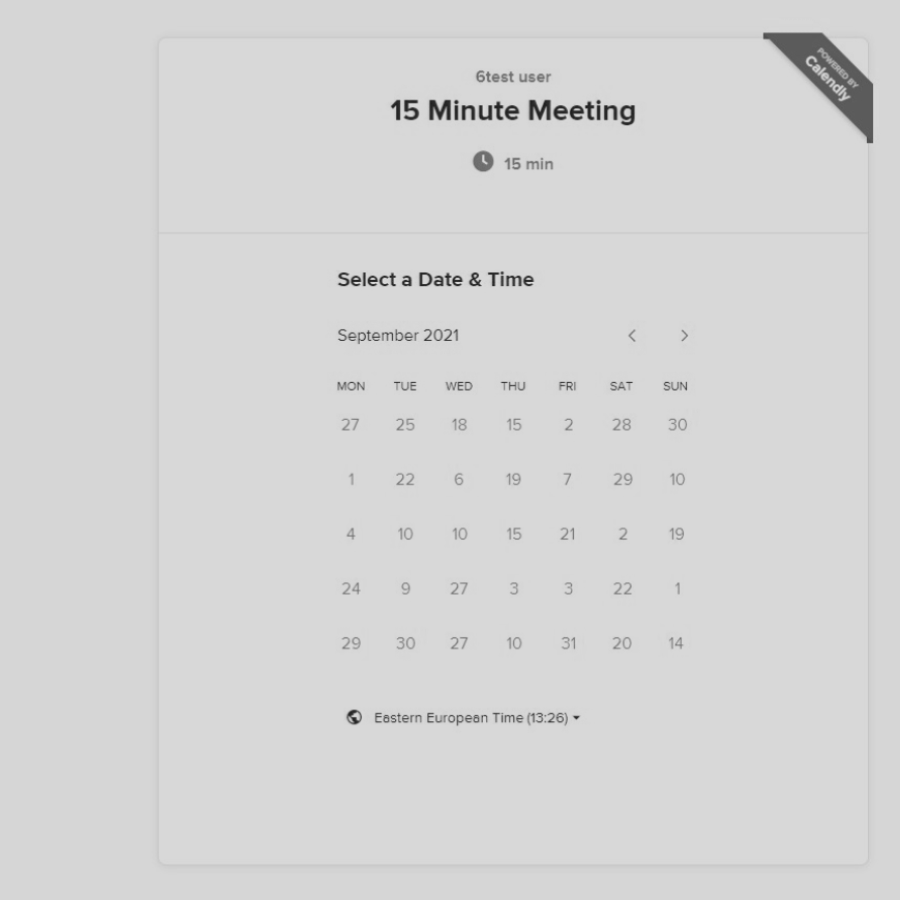 POWERED BY
Calendly
6test user
15 Minute Meeting
15 min
Select a Date & Time
September 2021
MON TUE WED THU FRI SAT SUN
27 25 18 15 2 28 30
1 22 6 19 7 29 10
4 10 10 15 21 2 19
24 9 27 3 3 22 1
29 30 27 10 31 20 14
Eastern European Time (13:26)